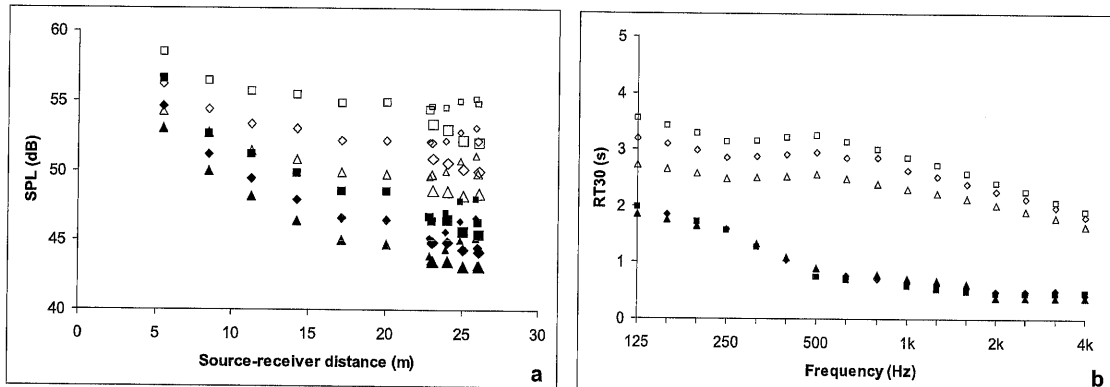 60
55
50
45
40
SPL (dB)
0 5 10 15 20 25 30
Source-receiver distance (m)
a
5
4
3
2
1
0
RT30 (s)
125 250 500 1k 2k 4k
Frequency (Hz)
b